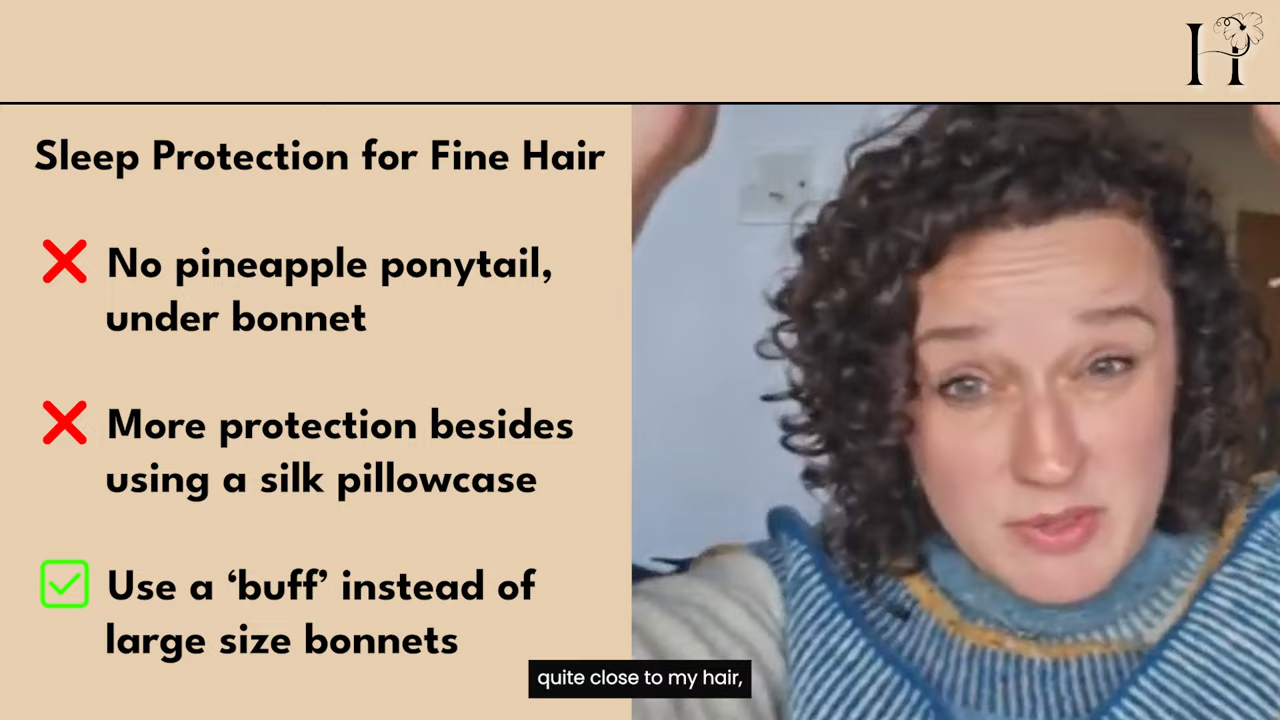 H
Sleep Protection for Fine Hair
No pineapple ponytail,
under bonnet
More protection besides
using a silk pillowcase
Use a ‘buff’ instead of
large size bonnets
quite close to my hair,